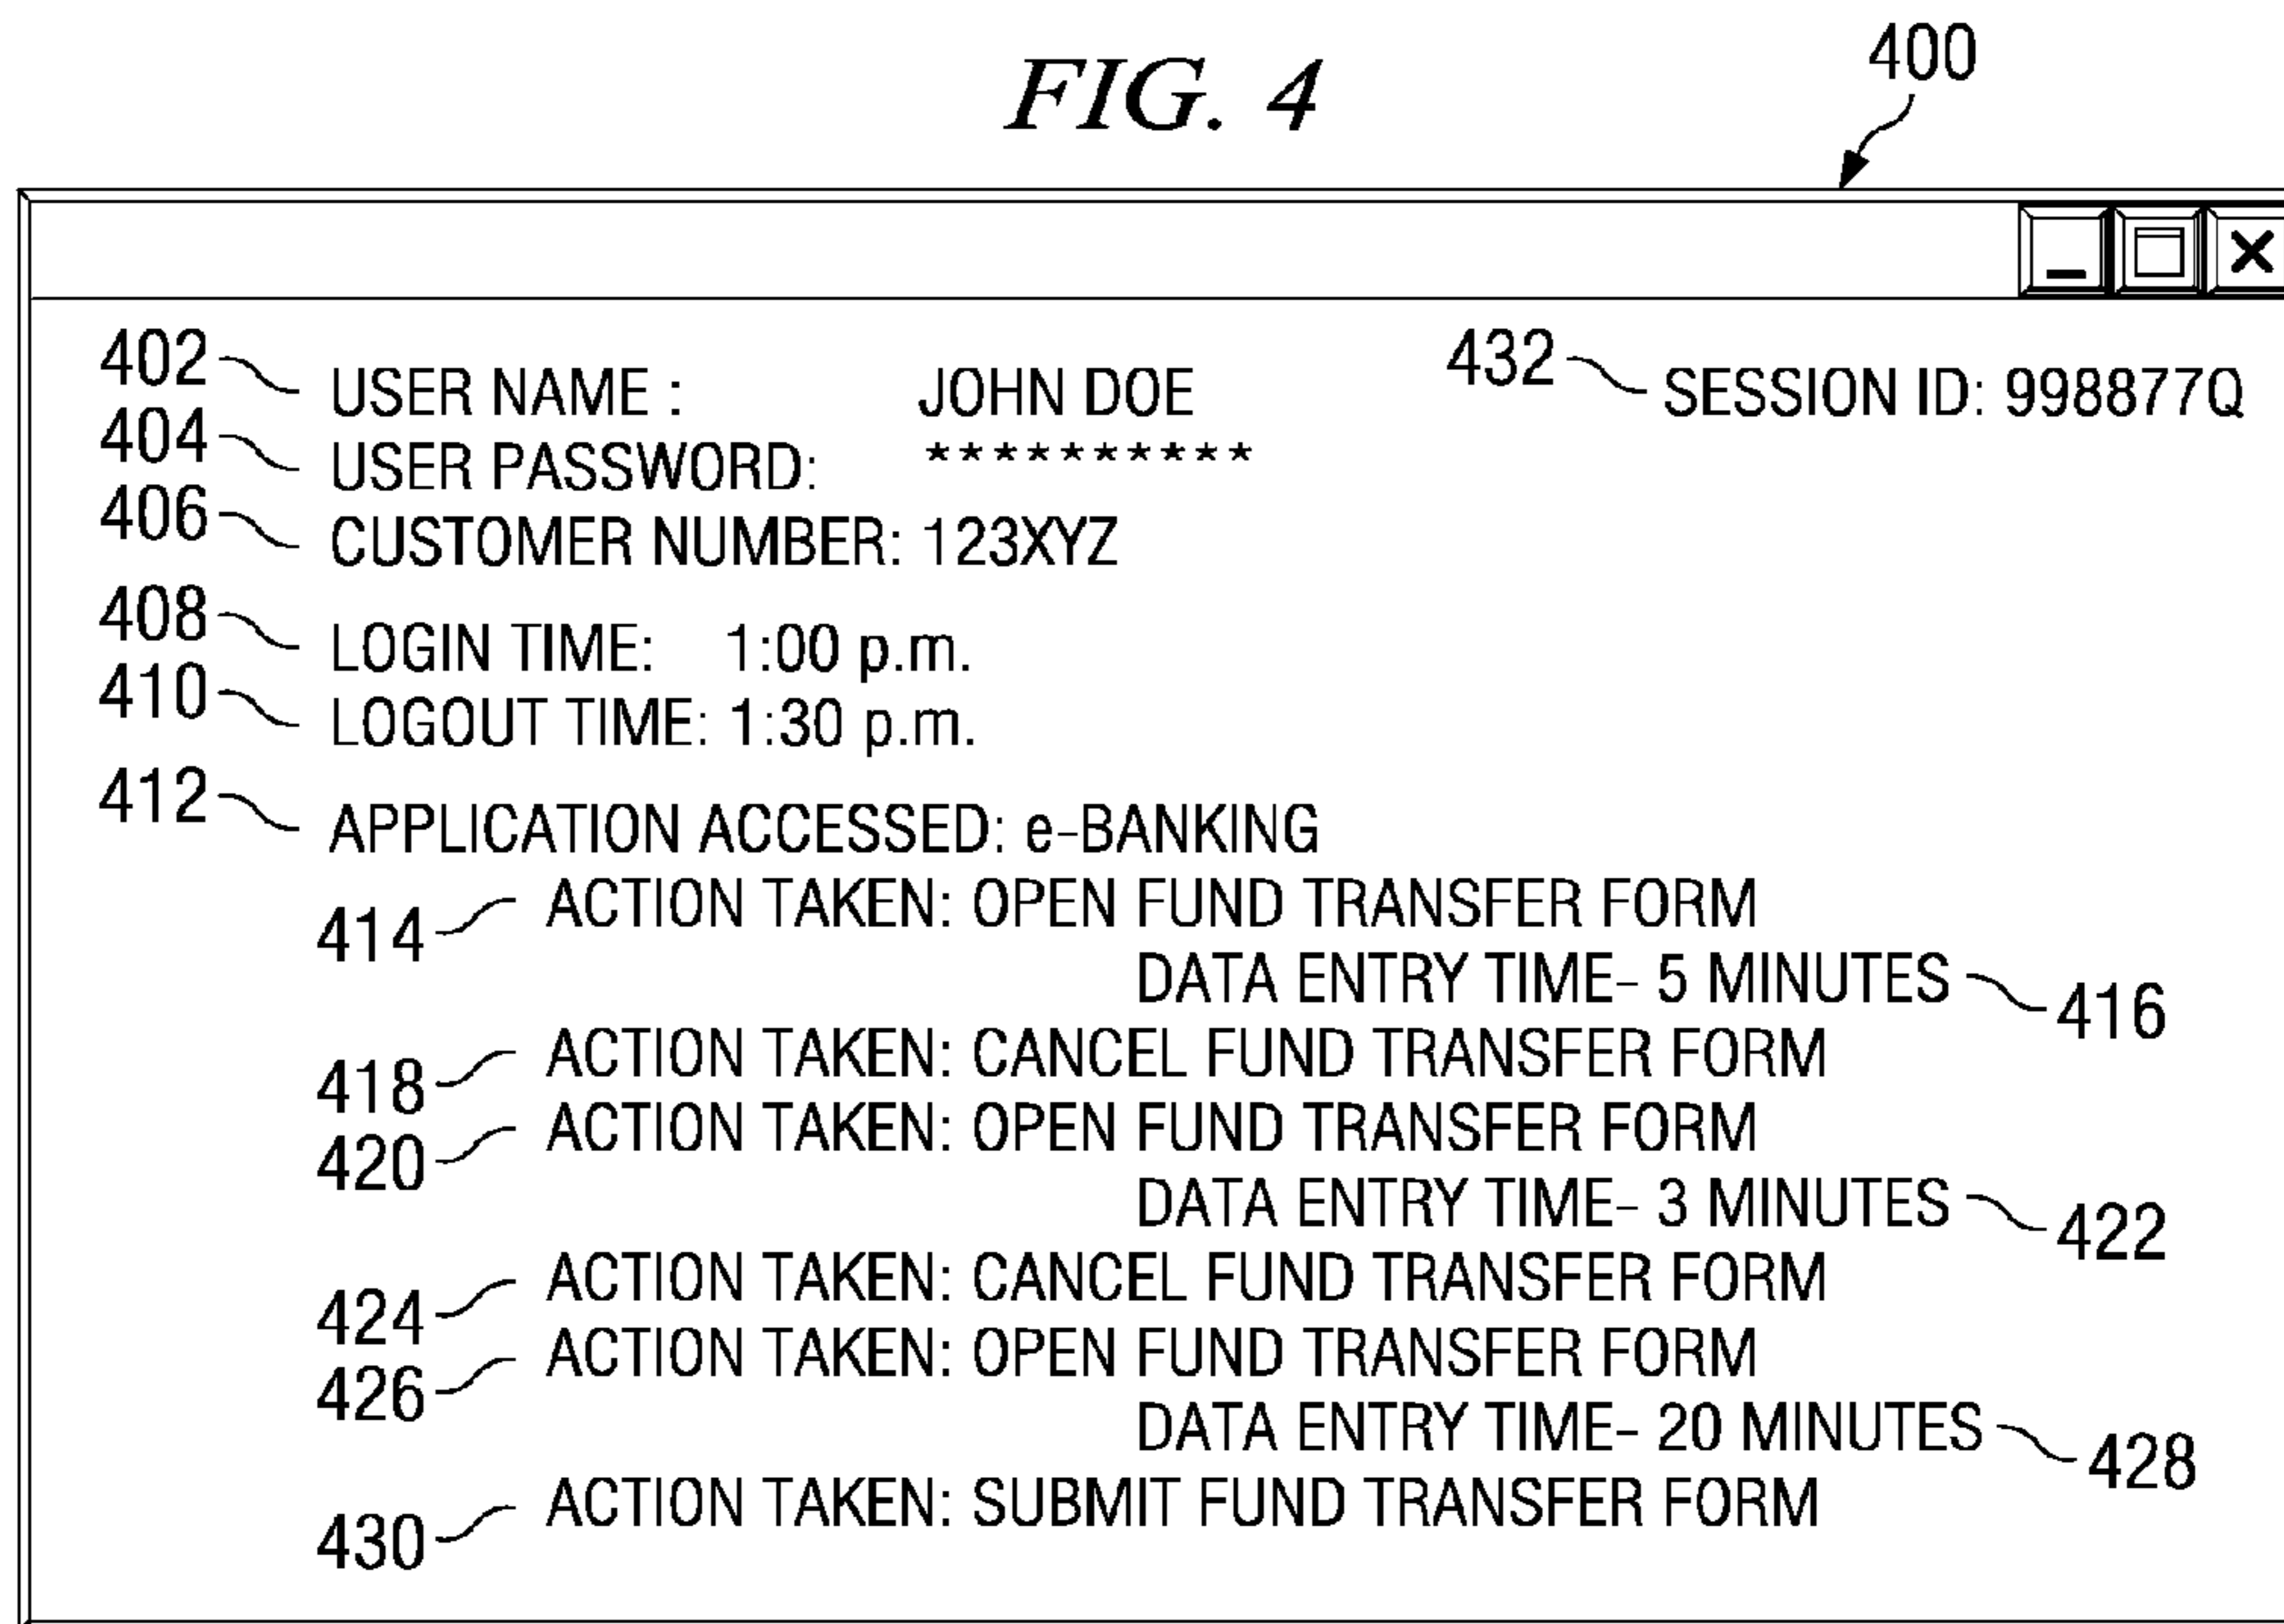 FIG. 4
400
402 USER NAME : JOHN DOE 432 SESSION ID: 998877Q
404 USER PASSWORD: **********
406 CUSTOMER NUMBER: 123XYZ
408 LOGIN TIME: 1:00 p.m.
410 LOGOUT TIME: 1:30 p.m.
412 APPLICATION ACCESSED: e-BANKING
414 ACTION TAKEN: OPEN FUND TRANSFER FORM
DATA ENTRY TIME- 5 MINUTES 416
418 ACTION TAKEN: CANCEL FUND TRANSFER FORM
420 ACTION TAKEN: OPEN FUND TRANSFER FORM
DATA ENTRY TIME- 3 MINUTES 422
424 ACTION TAKEN: CANCEL FUND TRANSFER FORM
426 ACTION TAKEN: OPEN FUND TRANSFER FORM
DATA ENTRY TIME- 20 MINUTES 428
430 ACTION TAKEN: SUBMIT FUND TRANSFER FORM